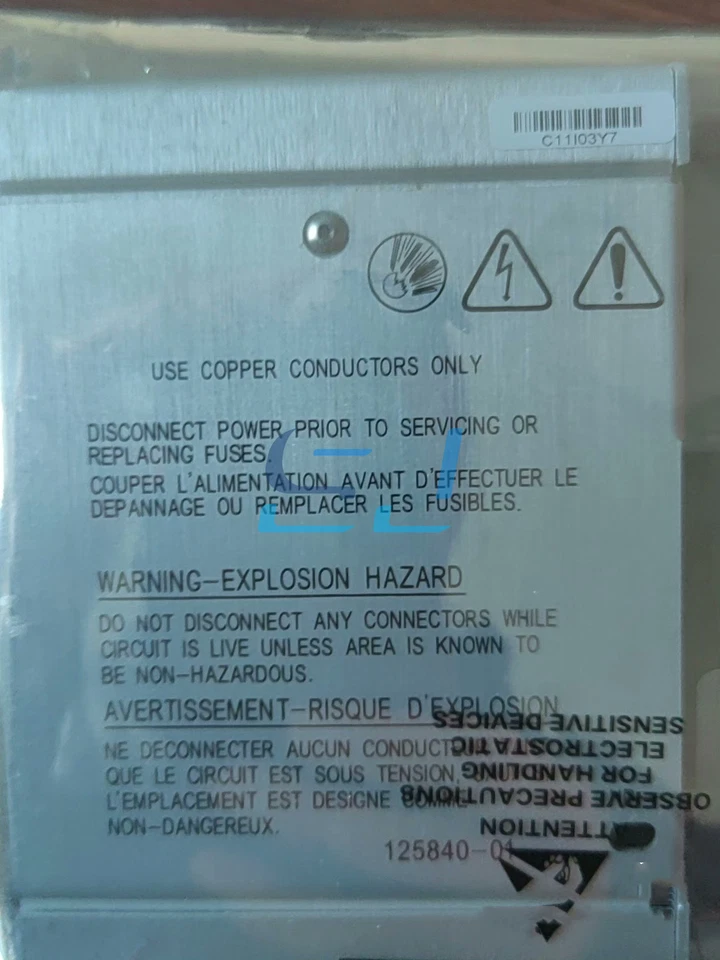 C11I03Y7
USE COPPER CONDUCTORS ONLY
DISCONNECT POWER PRIOR TO SERVICING OR
REPLACING FUSES.
COUPER L'ALIMENTATION AVANT D'EFFECTUER LE
DEPANNAGE OU REMPLACER LES FUSIBLES.
WARNING-EXPLOSION HAZARD
DO NOT DISCONNECT ANY CONNECTORS WHILE
CIRCUIT IS LIVE UNLESS AREA IS KNOWN TO
BE NON-HAZARDOUS.
AVERTISSEMENT-RISQUE D'EXPLOSION
NE DECONNECTER AUCUN
QUE LE CIRCUIT EST SOUS TENSION,
L'EMPLACEMENT EST DESIGNE COMME
NON-DANGEREUX.
125840-01
ATTENTION
OBSERVE PRECAUTIONS
FOR HANDLING
ELECTROSTATIC
SENSITIVE DEVICES